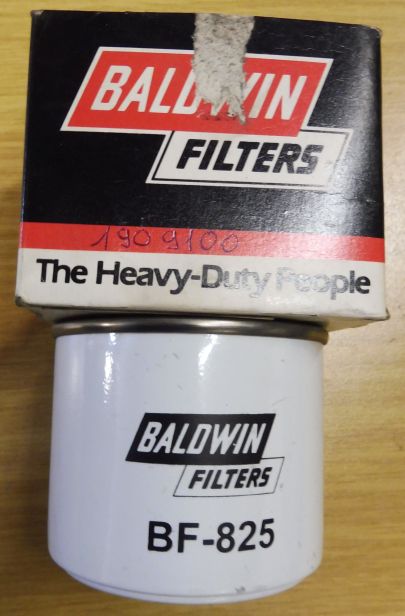 BALDWIN
FILTERS
1909100
The Heavy-Duty People
BALDWIN
FILTERS
BF-825